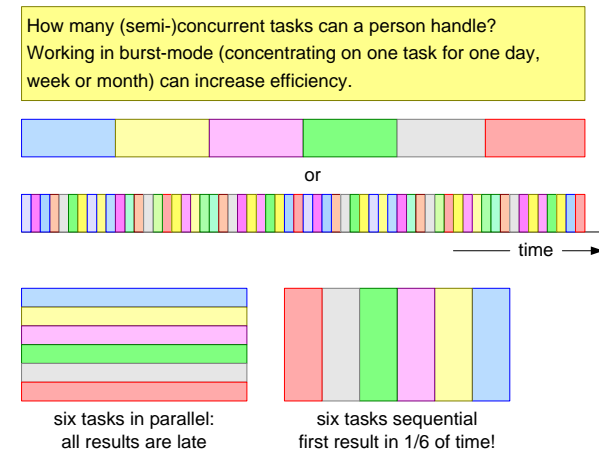 How many (semi-)concurrent tasks can a person handle?
Working in burst-mode (concentrating on one task for one day,
week or month) can increase efficiency.
or
time
six tasks in parallel:
all results are late
six tasks sequential
first result in 1/6 of time!